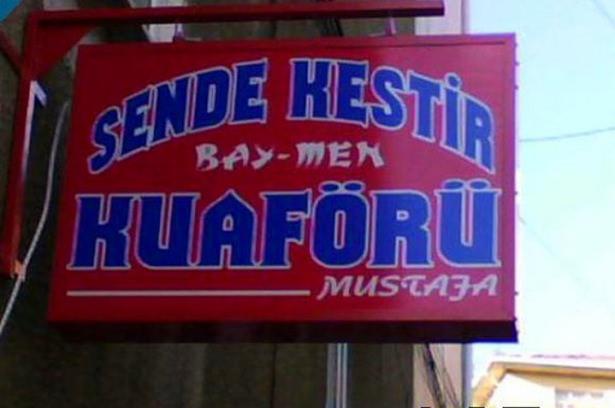 SENDE KESTİR
BAY-MEN
KUAFÖRÜ
MUSTAFA